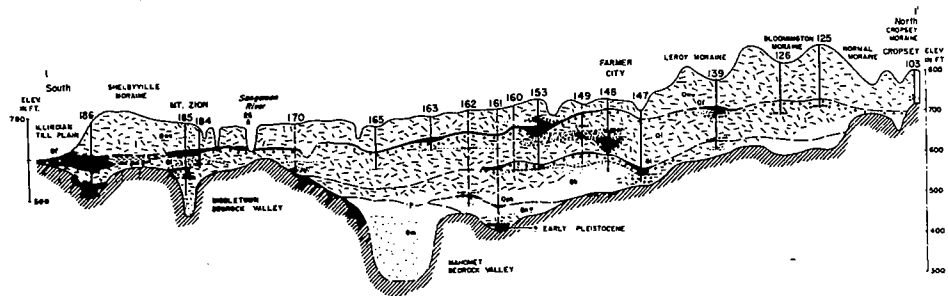 I
South
ELEV
IN FT.
700
500
ILLINOIAN
TILL PLAIN
186
SHELBYVILLE
MORAINE
MT. ZION
185
184
Sangamon
River
MIDDLETOWN
BEDROCK VALLEY
170
165
163
162
161
160
153
149
148
147
FARMER
CITY
LEROY MORAINE
139
BLOOMINGTON
MORAINE
126
125
NORMAL
MORAINE
I'
North
CROPSEY
MORAINE
CROPSEY
103
ELEV
IN FT
800
700
600
500
400
300
MAHOMET
BEDROCK VALLEY
? EARLY PLEISTOCENE